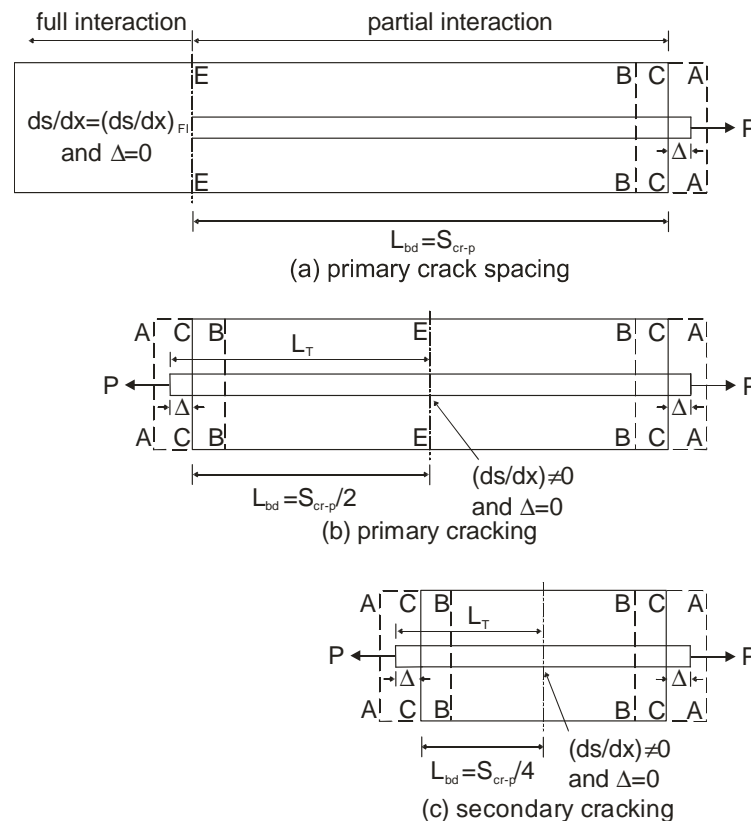 full interaction partial interaction
E B C A
ds/dx=(ds/dx)FI
and Δ=0
P
Δ
E B C A
Lbd=Scr-p
(a) primary crack spacing
A C B E B C A
LT
P P
Δ Δ
A C B E B C A
(ds/dx)≠0
and Δ=0
Lbd=Scr-p/2
(b) primary cracking
A C B B C A
LT
P P
Δ Δ
A C B B C A
(ds/dx)≠0
and Δ=0
Lbd=Scr-p/4
(c) secondary cracking